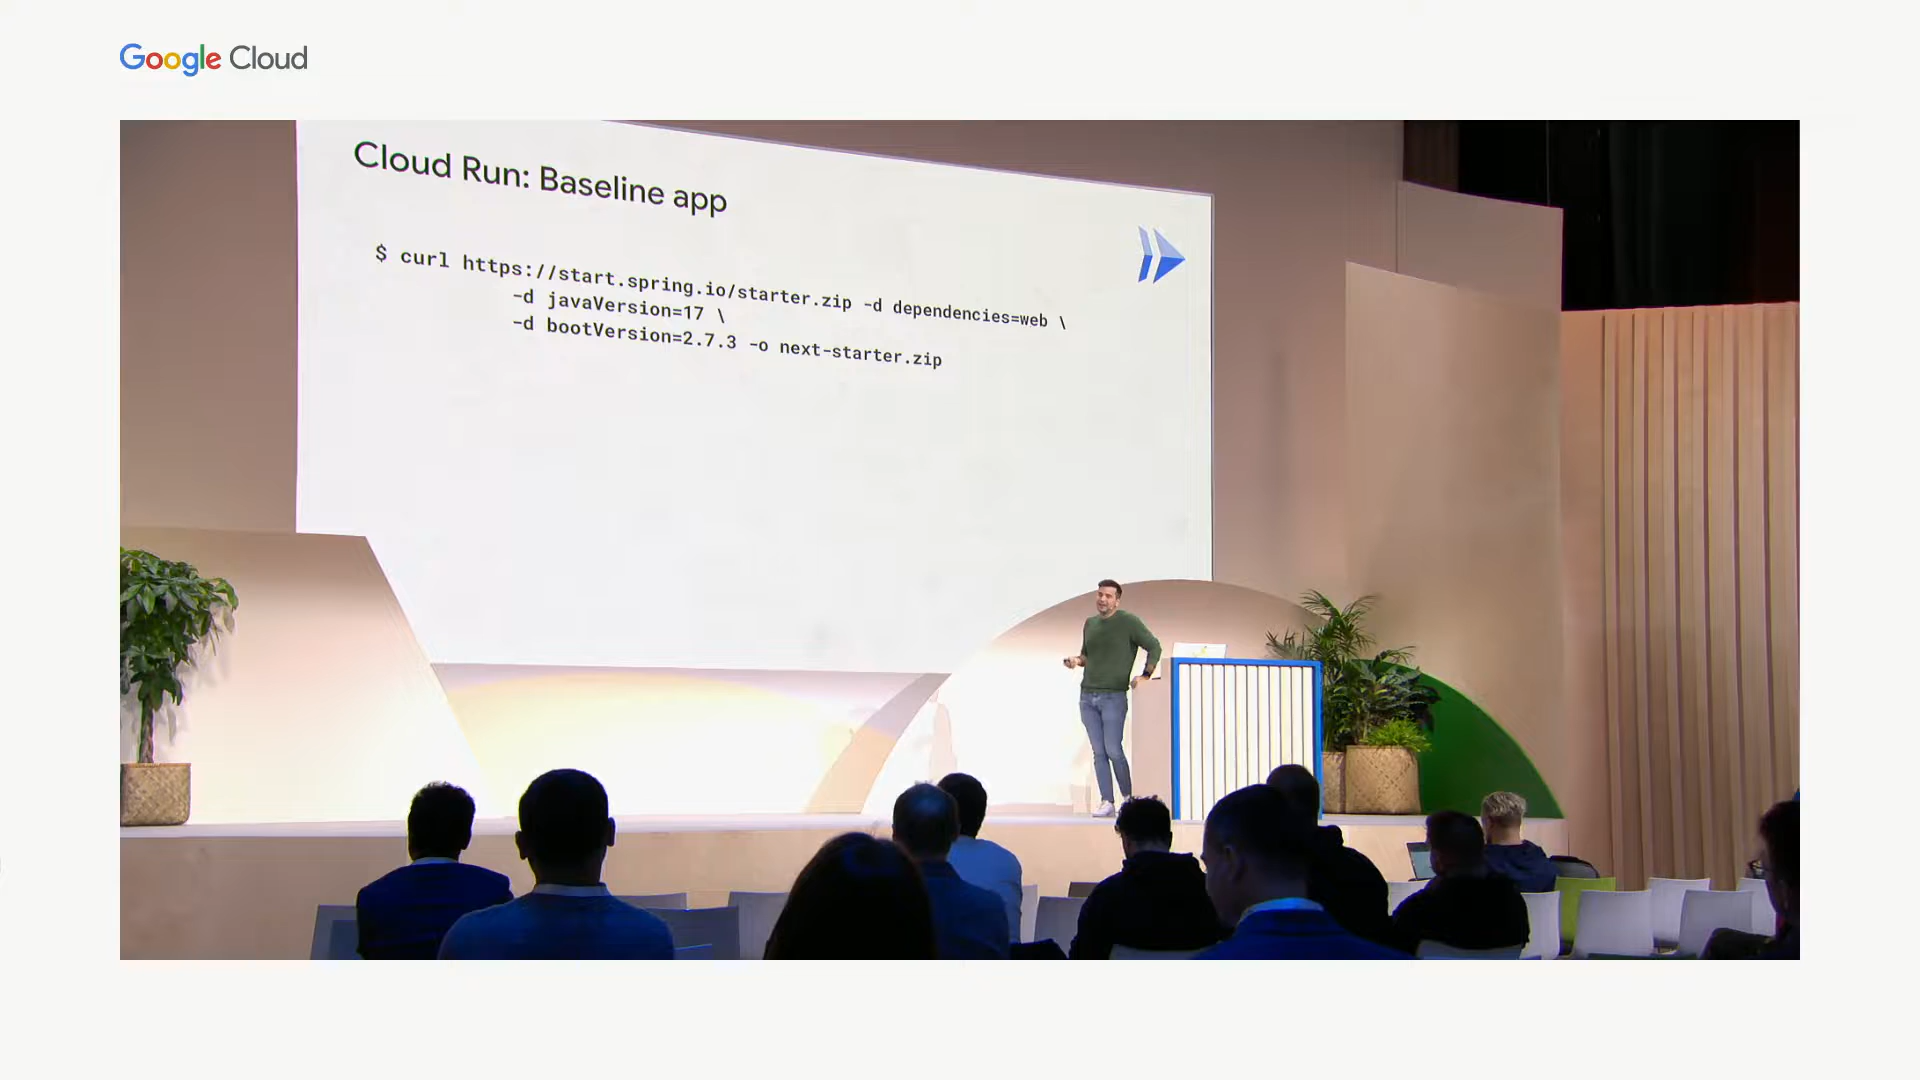 Google Cloud
Cloud Run: Baseline app
$ curl https://start.spring.io/starter.zip -d dependencies=web \
-d javaVersion=17 \
-d bootVersion=2.7.3 -o next-starter.zip